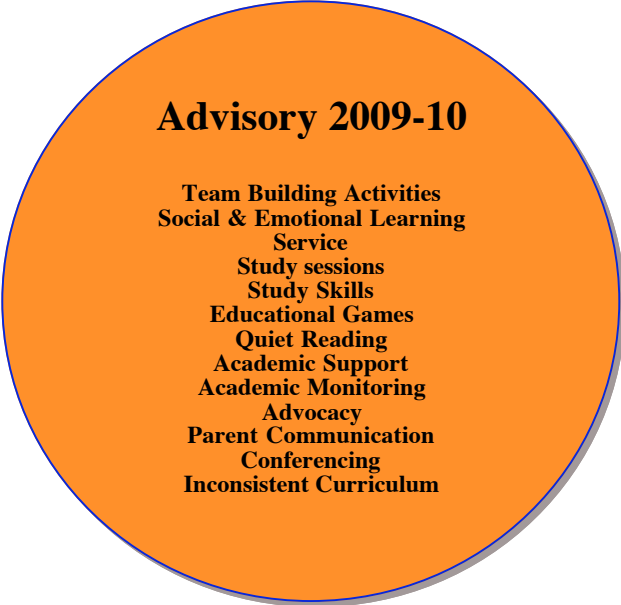 Advisory 2009-10
Team Building Activities
Social & Emotional Learning
Service
Study sessions
Study Skills
Educational Games
Quiet Reading
Academic Support
Academic Monitoring
Advocacy
Parent Communication
Conferencing
Inconsistent Curriculum